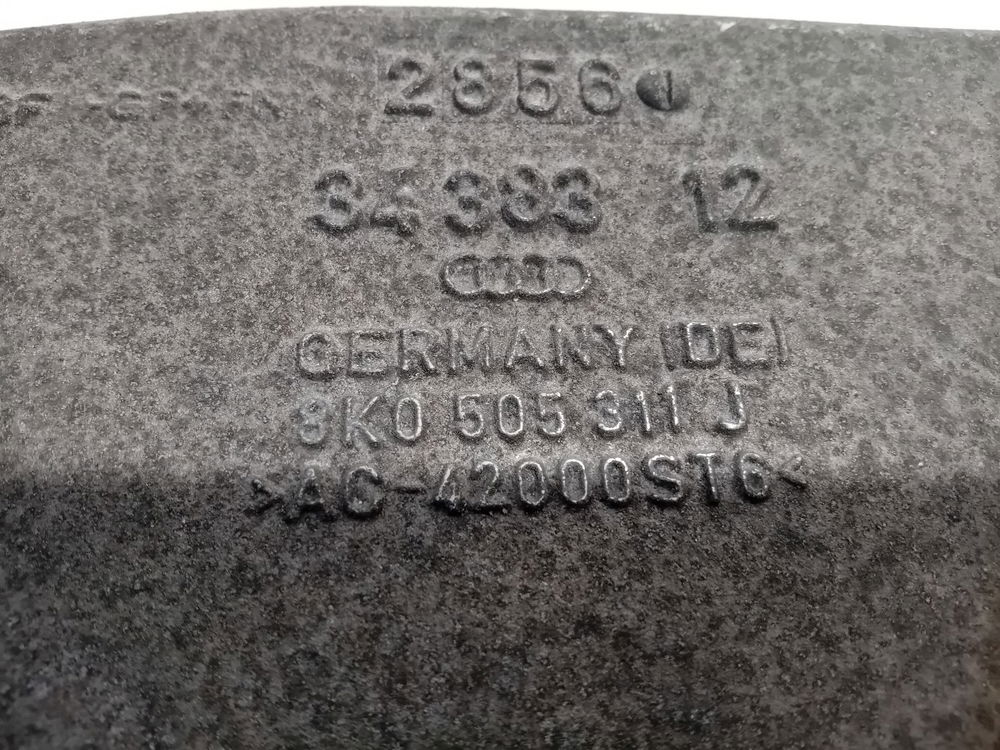 2856
34 383 12
GERMANY (DE)
8K0 505 311 J
>AC-42000ST6<